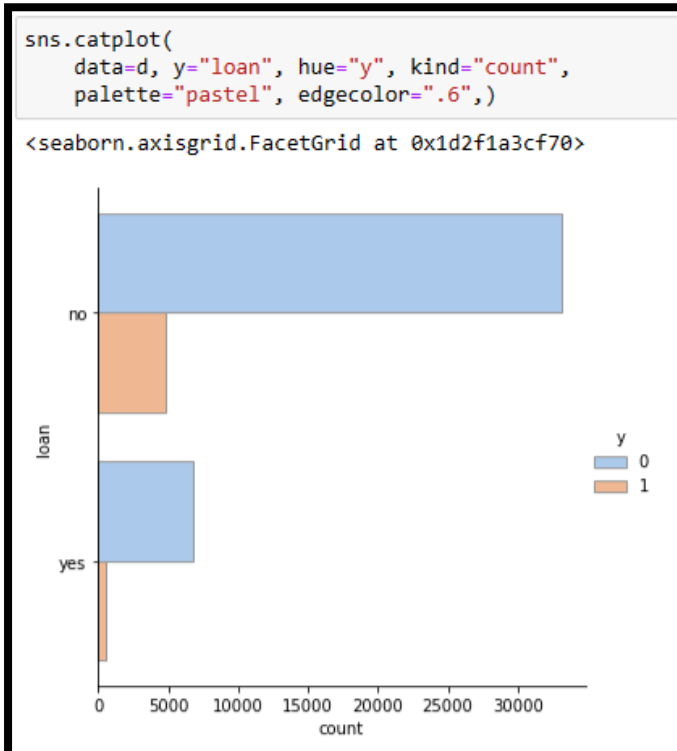 sns.catplot(
    data=d, y="loan", hue="y", kind="count",
    palette="pastel", edgecolor=".6",)
<seaborn.axisgrid.FacetGrid at 0x1d2f1a3cf70>
no
yes
loan
0 5000 10000 15000 20000 25000 30000
count
y
0
1